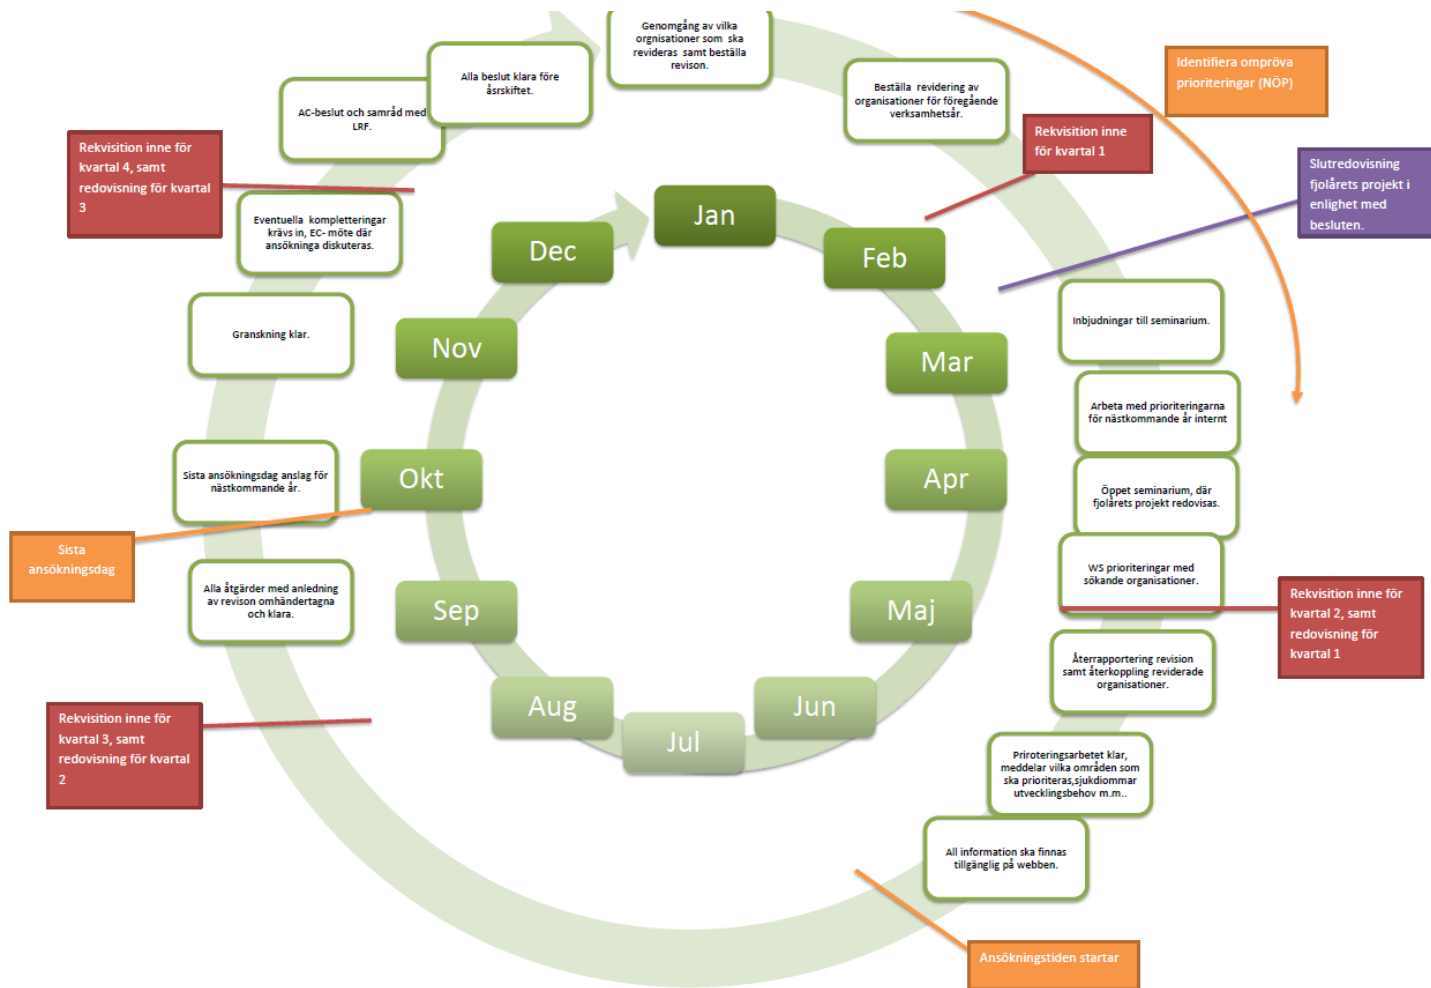 Genomgång av vilka
orgnisationer som ska
revideras samt beställa
revison.
Beställa revidering av
organisationer för föregående
verksamhetsår.
Identifiera ompröva
prioriteringar (NÖP)
Rekvisition inne
för kvartal 1
Slutredovisning
fjolårets projekt i
enlighet med
besluten.
Inbjudningar till seminarium.
Arbeta med prioriteringarna
för nästkommande år internt
Öppet seminarium, där
fjolårets projekt redovisas.
WS prioriteringar med
sökande organisationer.
Rekvisition inne för
kvartal 2, samt
redovisning för
kvartal 1
Återrapportering revision
samt återkoppling reviderade
organisationer.
Priroteringsarbetet klar,
meddelar vilka områden som
ska prioriteras,sjukdiommar
utvecklingsbehov m.m..
All information ska finnas
tillgänglig på webben.
Ansökningstiden startar
Rekvisition inne för
kvartal 3, samt
redovisning för kvartal
2
Alla åtgärder med anledning
av revison omhändertagna
och klara.
Sista
ansökningsdag
Sista ansökningsdag anslag för
nästkommande år.
Granskning klar.
Eventuella kompletteringar
krävs in, EC- möte där
ansökninga diskuteras.
Rekvisition inne för
kvartal 4, samt
redovisning för kvartal
3
AC-beslut och samråd med
LRF.
Alla beslut klara före
åsrskiftet.
Jan
Feb
Mar
Apr
Maj
Jun
Jul
Aug
Sep
Okt
Nov
Dec